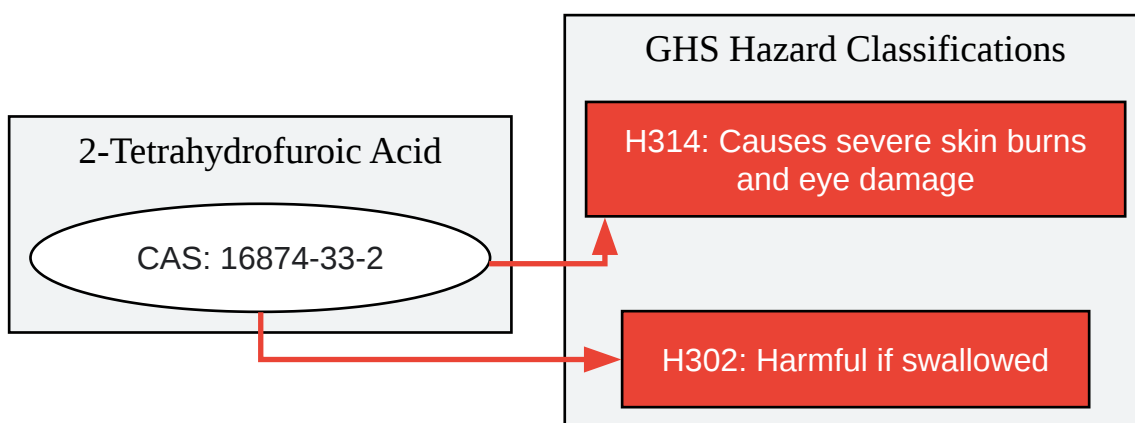 GHS Hazard Classifications
2-Tetrahydrofuroic Acid
H314: Causes severe skin burns
and eye damage
CAS: 16874-33-2
H302: Harmful if swallowed